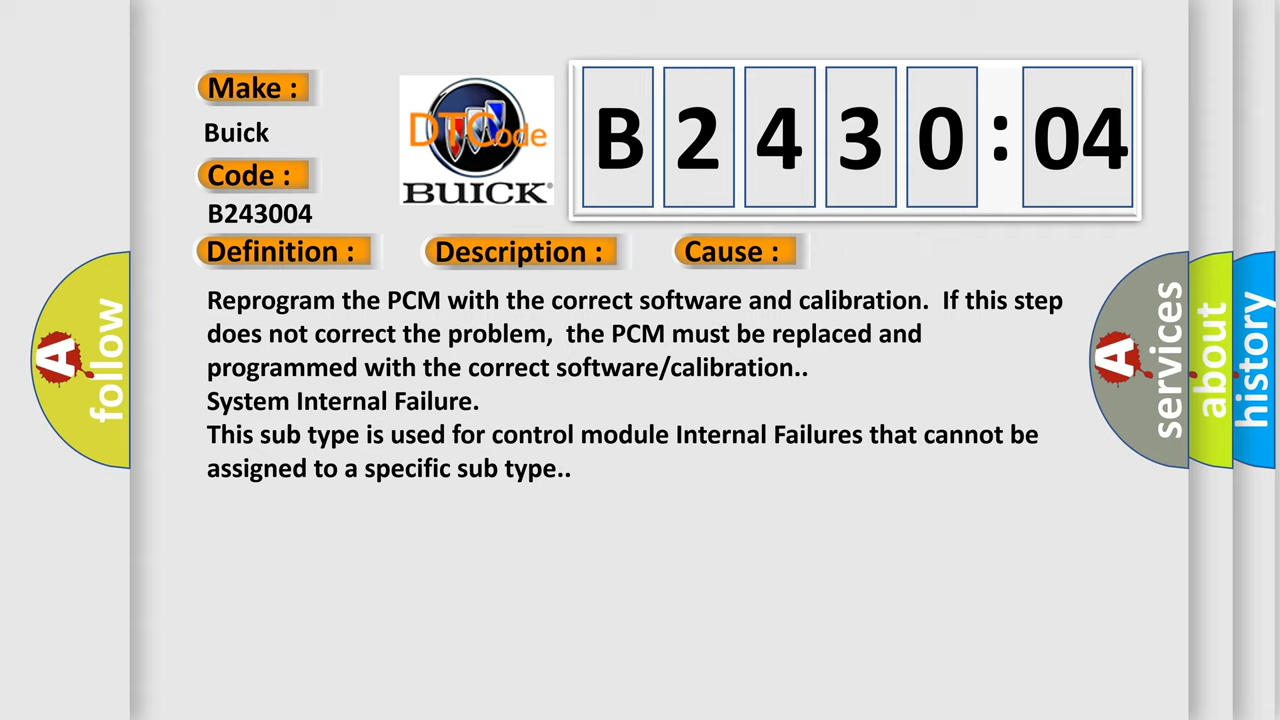 Make :
Buick
Code :
B243004
DTCode
BUICK®
B 2 4 3 0 : 04
Definition :
Description :
Cause :
Reprogram the PCM with the correct software and calibration. If this step
does not correct the problem, the PCM must be replaced and
programmed with the correct software/calibration..
System Internal Failure.
This sub type is used for control module Internal Failures that cannot be
assigned to a specific sub type..
A follow
A services
about
history